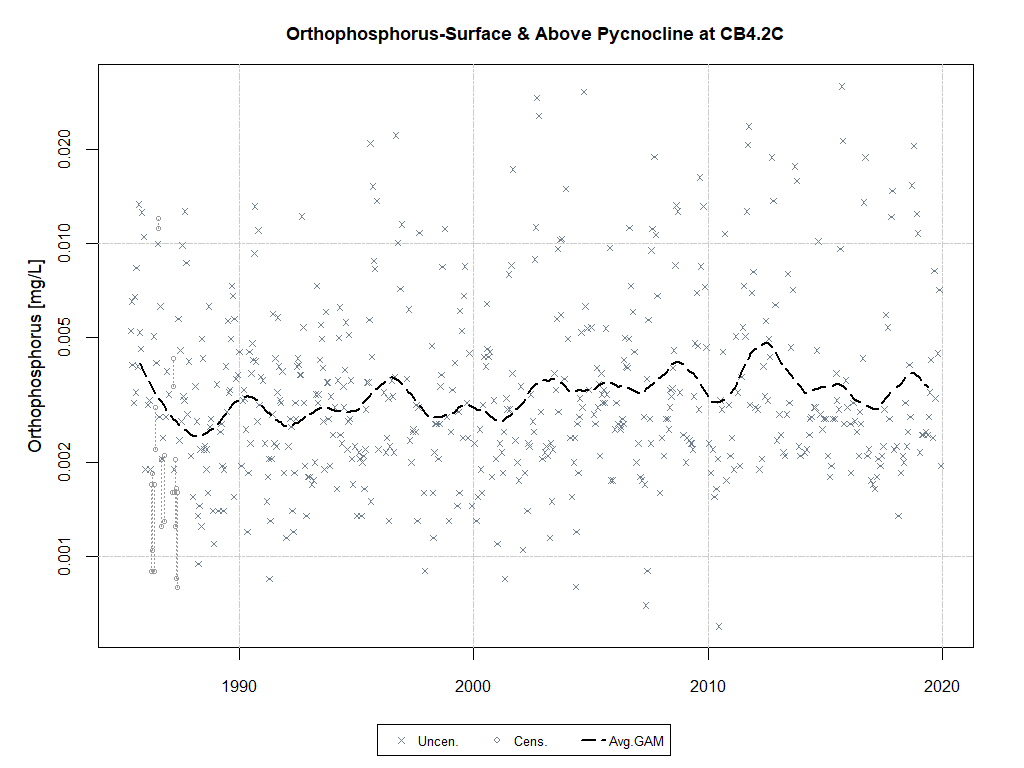 Orthophosphorus-Surface & Above Pycnocline at CB4.2C
Orthophosphorus [mg/L]
0.020
0.010
0.005
0.002
0.001
1990 2000 2010 2020
Uncen. Cens. Avg.GAM